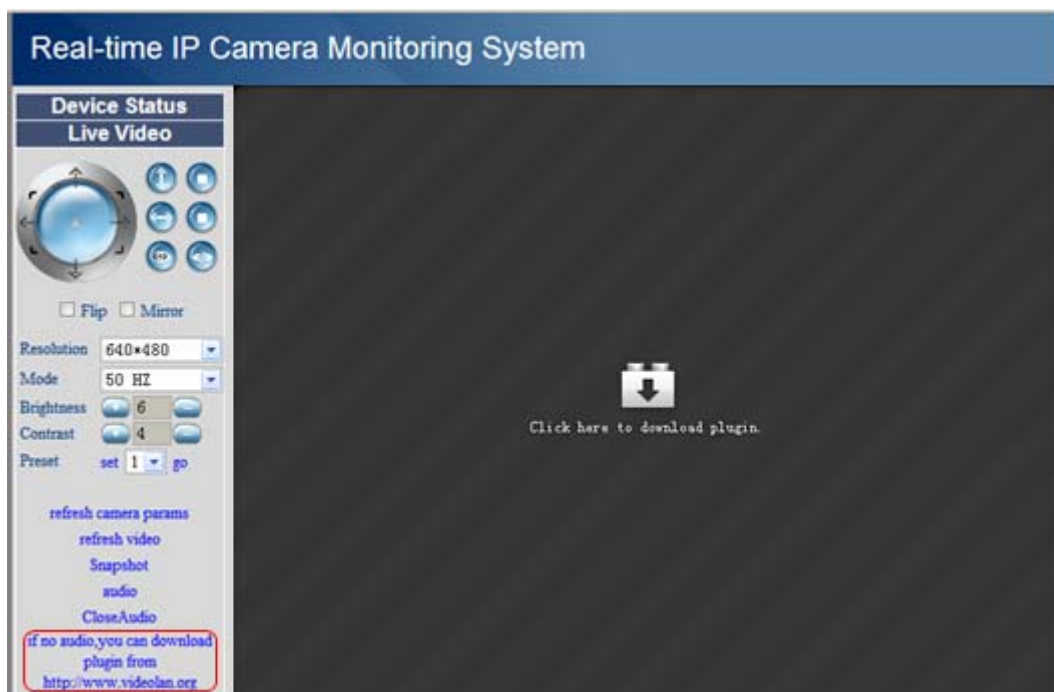 Real-time IP Camera Monitoring System
Device Status
Live Video
Flip Mirror
Resolution 640*480
Mode 50 HZ
Brightness + 6 -
Contrast + 4 -
Preset set 1 go
refresh camera params
refresh video
Snapshot
audio
CloseAudio
if no audio,you can download
plugin from
http://www.videolan.org
Click here to download plugin.